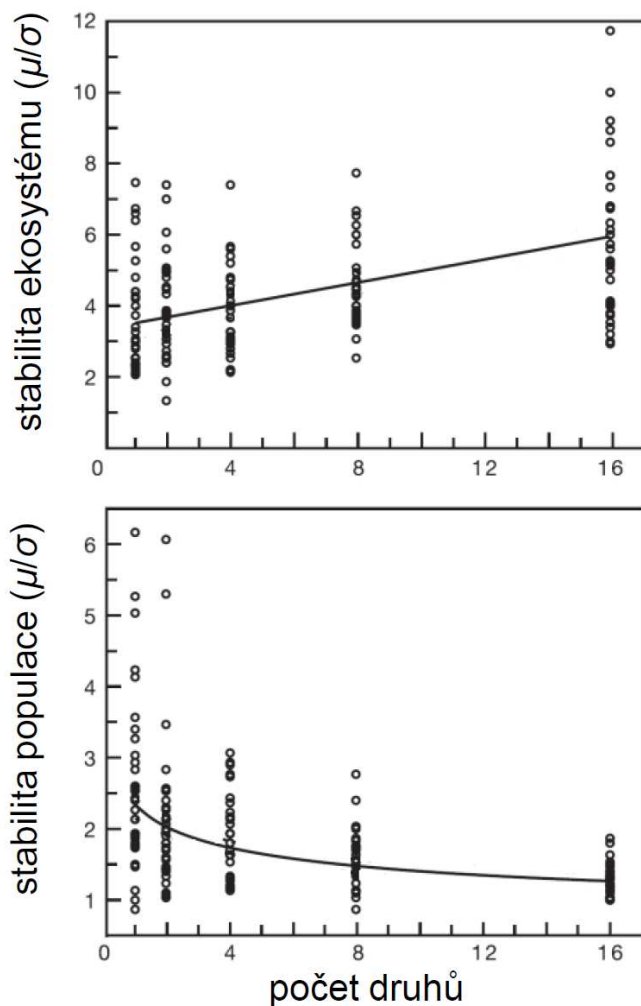 stabilita ekosystému (μ/σ)
12
10
8
6
4
2
0 4 8 12 16
stabilita populace (μ/σ)
6
5
4
3
2
1
0 4 8 12 16
počet druhů